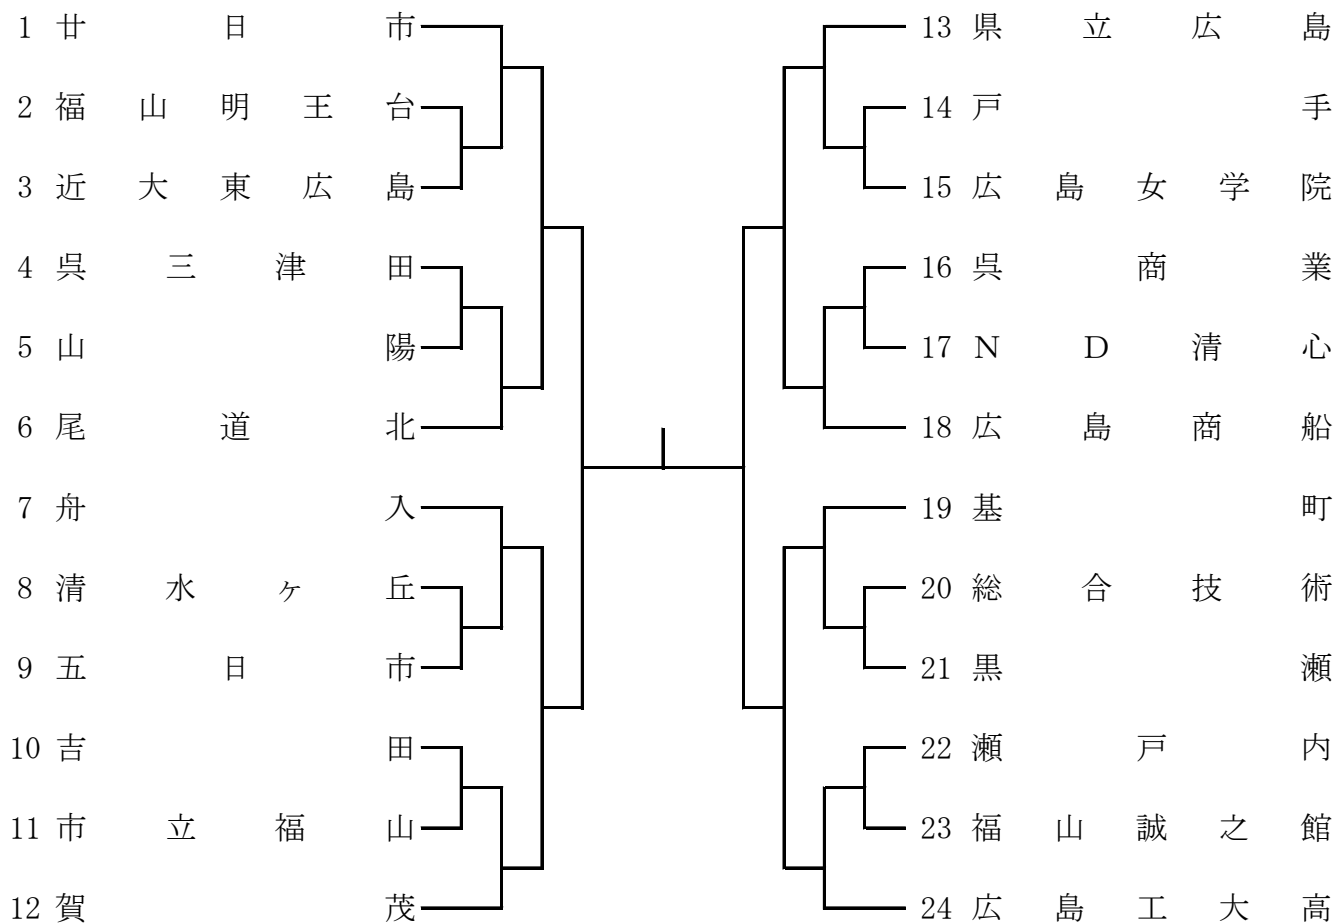 1 廿日市
2 福山明王台
3 近大東広島
4 呉三津田
5 山陽
6 尾道北
7 舟入
8 清水ヶ丘
9 五日市
10 吉田
11 市立福山
12 賀茂
13 県立広島
14 戸手
15 広島女学院
16 呉商業
17 ＮＤ清心
18 広島商船
19 基町
20 総合技術
21 黒瀬
22 瀬戸内
23 福山誠之館
24 広島工大高